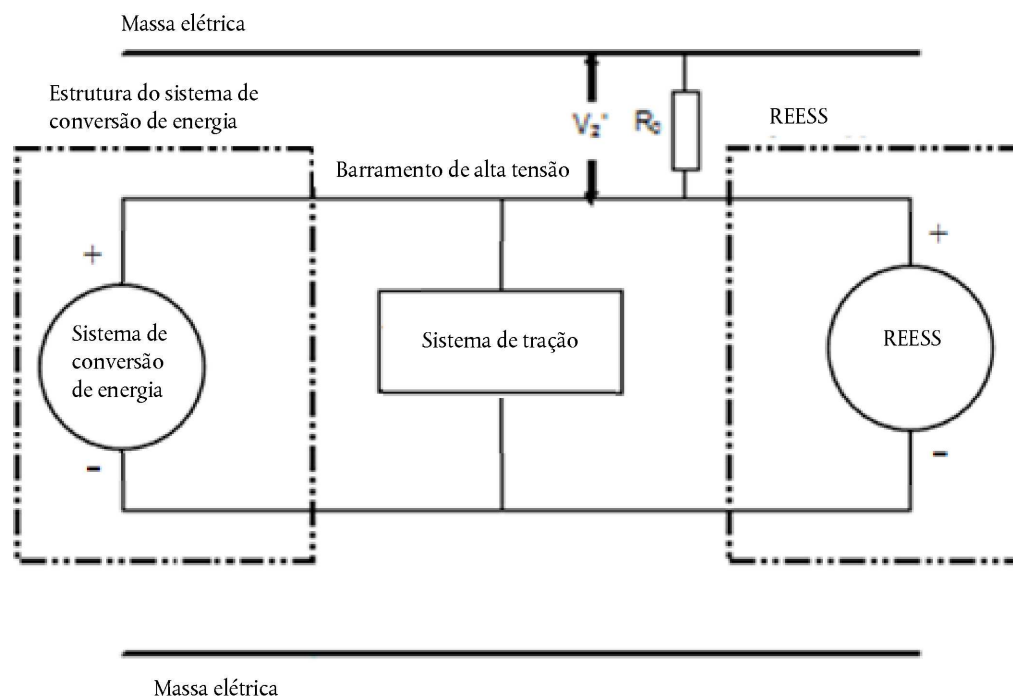 Massa elétrica
Estrutura do sistema de
conversão de energia
V₂'
R₀
REESS
Barramento de alta tensão
+
+
Sistema de
conversão
de energia
Sistema de tração
REESS
-
-
Massa elétrica